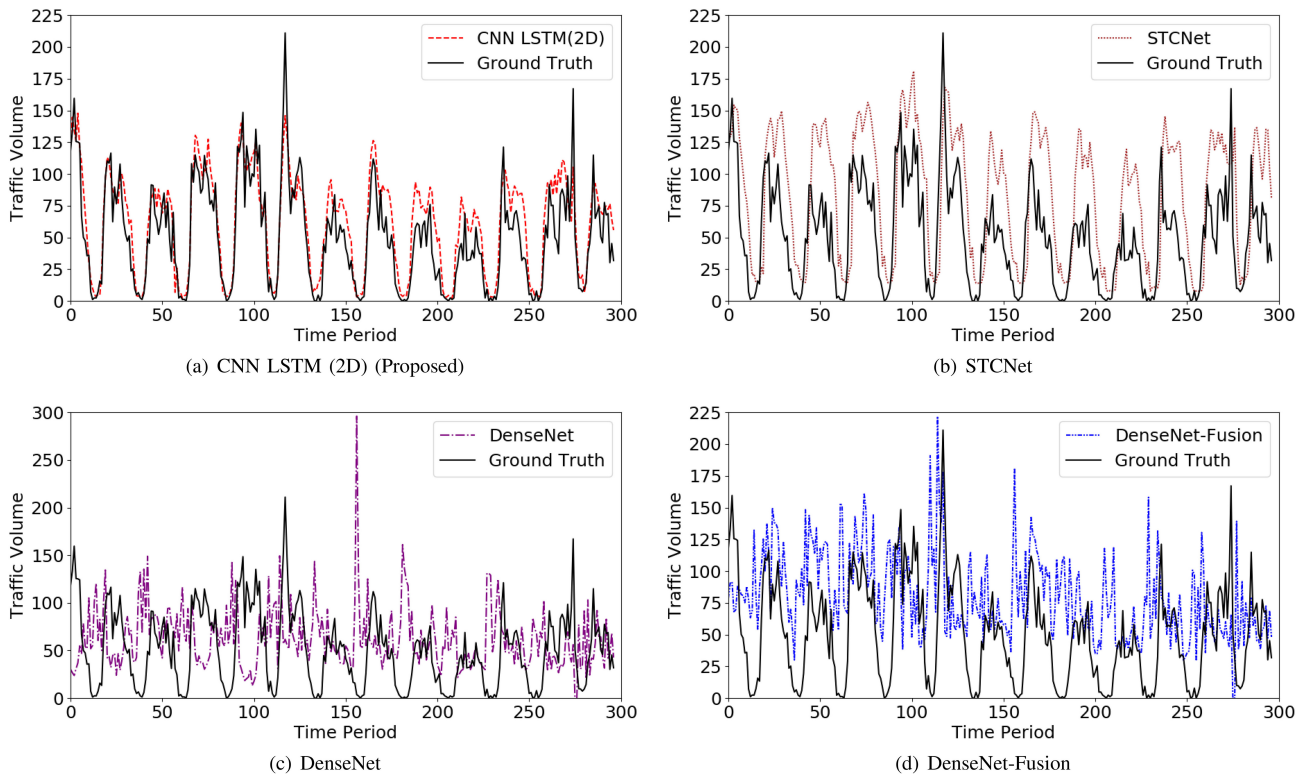 225
200
175
150
125
100
75
50
25
0
Traffic Volume
CNN LSTM(2D)
Ground Truth
0 50 100 150 200 250 300
Time Period
(a) CNN LSTM (2D) (Proposed)
225
200
175
150
125
100
75
50
25
0
Traffic Volume
STCNet
Ground Truth
0 50 100 150 200 250 300
Time Period
(b) STCNet
300
250
200
150
100
50
0
Traffic Volume
DenseNet
Ground Truth
0 50 100 150 200 250 300
Time Period
(c) DenseNet
225
200
175
150
125
100
75
50
25
0
Traffic Volume
DenseNet-Fusion
Ground Truth
0 50 100 150 200 250 300
Time Period
(d) DenseNet-Fusion